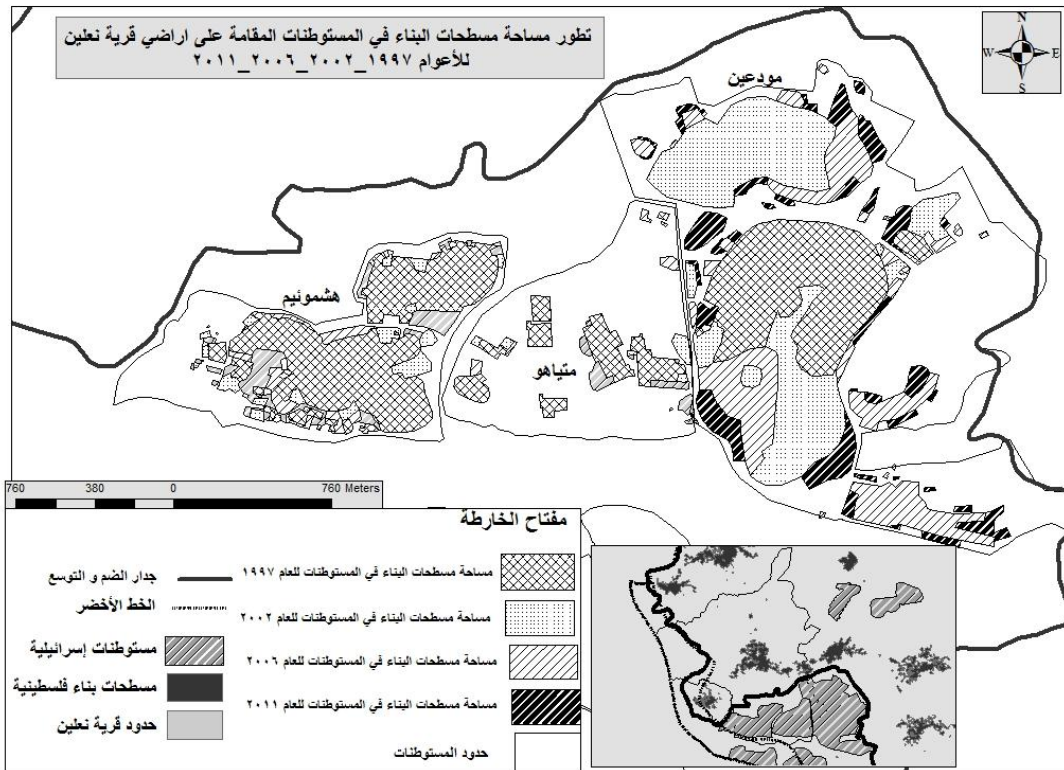 تطور مساحة مسطحات البناء في المستوطنات المقامة على اراضي قرية نعلين
للأعوام ١٩٩٧_٢٠٠٢_٢٠٠٦_٢٠١١
N
W E
S
مودعين
هشموئيم
متياهو
760 380 0 760 Meters
مفتاح الخارطة
مساحة مسطحات البناء في المستوطنات للعام ١٩٩٧
مساحة مسطحات البناء في المستوطنات للعام ٢٠٠٢
مساحة مسطحات البناء في المستوطنات للعام ٢٠٠٦
مساحة مسطحات البناء في المستوطنات للعام ٢٠١١
حدود المستوطنات
جدار الضم و التوسع
الخط الأخضر
مستوطنات إسرائيلية
مسطحات بناء فلسطينية
حدود قرية نعلين